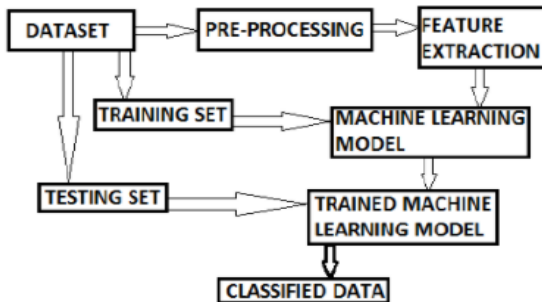 DATASET
PRE-PROCESSING
FEATURE
EXTRACTION
TRAINING SET
MACHINE LEARNING
MODEL
TESTING SET
TRAINED MACHINE
LEARNING MODEL
CLASSIFIED DATA